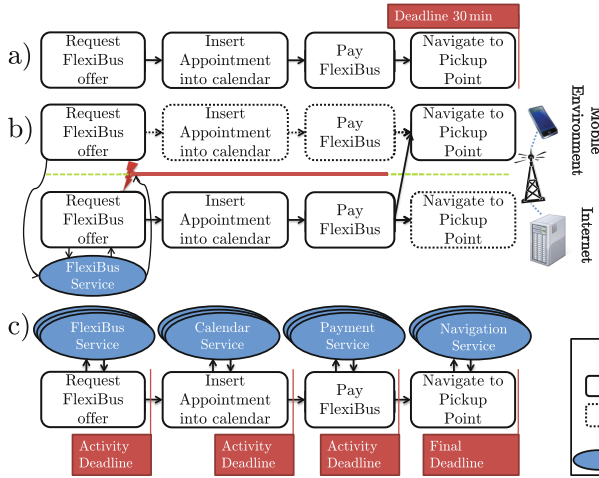 Deadline 30 min
a)
Request
FlexiBus
offer
Insert
Appointment
into calendar
Pay
FlexiBus
Navigate to
Pickup
Point
b)
Request
FlexiBus
offer
Insert
Appointment
into calendar
Pay
FlexiBus
Navigate to
Pickup
Point
Mobile
Environment
Request
FlexiBus
offer
Insert
Appointment
into calendar
Pay
FlexiBus
Navigate to
Pickup
Point
Internet
FlexiBus
Service
c)
FlexiBus
Service
Calendar
Service
Payment
Service
Navigation
Service
Request
FlexiBus
offer
Insert
Appointment
into calendar
Pay
FlexiBus
Navigate to
Pickup
Point
Activity
Deadline
Activity
Deadline
Activity
Deadline
Final
Deadline